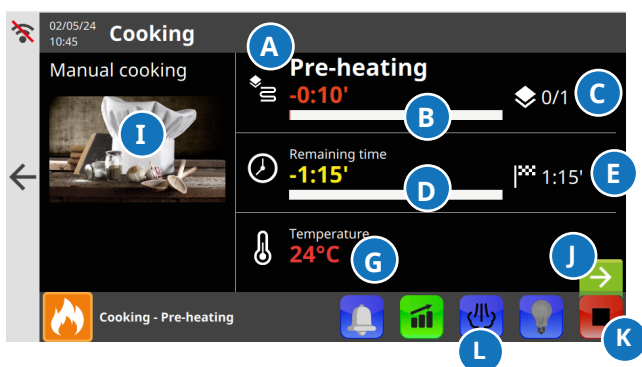 02/05/24
10:45
Cooking
Manual cooking
A
Pre-heating
-0:10'
B
0/1
C
I
Remaining time
-1:15'
D
1:15'
E
Temperature
24°C
G
J
Cooking - Pre-heating
K
L